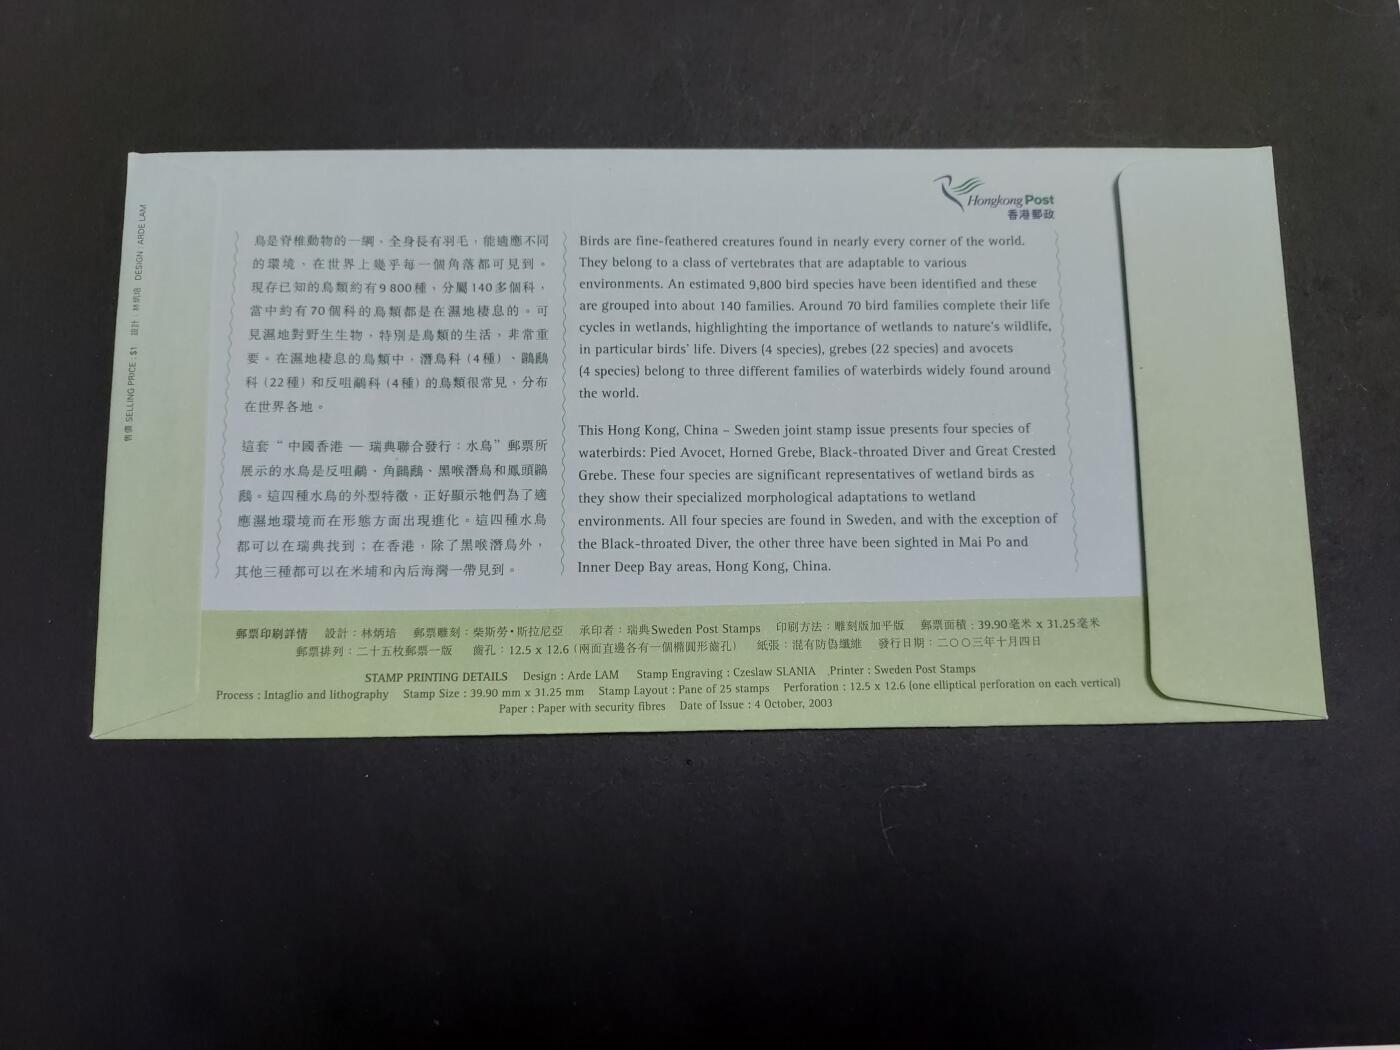 Hongkong Post
香港郵政
鳥是脊椎動物的一綱，全身長有羽毛，能適應不同
的環境，在世界上幾乎每一個角落都可見到。
現存已知的鳥類約有9 800種，分屬140多個科，
當中約有70個科的鳥類都是在濕地棲息的。可
見濕地對野生生物，特別是鳥類的生活，非常重
要。在濕地棲息的鳥類中，潛鳥科 (4種)、鸊鷉
科 (22種) 和反咀鷸科 (4種) 的鳥類很常見，分布
在世界各地。
這套“中國香港 — 瑞典聯合發行：水鳥”郵票所
展示的水鳥是反咀鷸、角鸊鷉、黑喉潛鳥和鳳頭鸊
鷉。這四種水鳥的外型特徵，正好顯示牠們為了適
應濕地環境而在形態方面出現進化。這四種水鳥
都可以在瑞典找到；在香港，除了黑喉潛鳥外，
其他三種都可以在米埔和內后海灣一帶見到。
Birds are fine-feathered creatures found in nearly every corner of the world.
They belong to a class of vertebrates that are adaptable to various
environments. An estimated 9,800 bird species have been identified and these
are grouped into about 140 families. Around 70 bird families complete their life
cycles in wetlands, highlighting the importance of wetlands to nature's wildlife,
in particular birds' life. Divers (4 species), grebes (22 species) and avocets
(4 species) belong to three different families of waterbirds widely found around
the world.
This Hong Kong, China – Sweden joint stamp issue presents four species of
waterbirds: Pied Avocet, Horned Grebe, Black-throated Diver and Great Crested
Grebe. These four species are significant representatives of wetland birds as
they show their specialized morphological adaptations to wetland
environments. All four species are found in Sweden, and with the exception of
the Black-throated Diver, the other three have been sighted in Mai Po and
Inner Deep Bay areas, Hong Kong, China.
郵票印刷詳情 設計：林炳培 郵票雕刻：柴斯勞•斯拉尼亞 承印者：瑞典Sweden Post Stamps 印刷方法：雕刻版加平版 郵票面積：39.90毫米 x 31.25毫米
郵票排列：二十五枚郵票一版 齒孔：12.5 x 12.6 (兩面直邊各有一個橢圓形齒孔) 紙張：混有防偽纖維 發行日期：二〇〇三年十月四日
STAMP PRINTING DETAILS Design : Arde LAM Stamp Engraving : Czeslaw SLANIA Printer : Sweden Post Stamps
Process : Intaglio and lithography Stamp Size : 39.90 mm x 31.25 mm Stamp Layout : Pane of 25 stamps Perforation : 12.5 x 12.6 (one elliptical perforation on each vertical)
Paper : Paper with security fibres Date of Issue : 4 October, 2003
售價 SELLING PRICE : $1 設計：林炳培 DESIGN : ARDE LAM